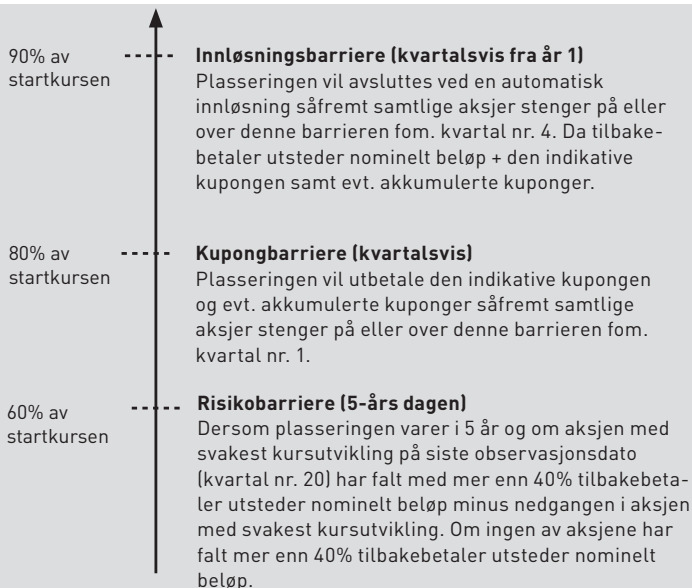 90% av
startkursen
Innløsningsbarriere (kvartalsvis fra år 1)
Plasseringen vil avsluttes ved en automatisk
innløsning såfremt samtlige aksjer stenger på eller
over denne barrieren fom. kvartal nr. 4. Da tilbake-
betaler utsteder nominelt beløp + den indikative
kupongen samt evt. akkumulerte kuponger.
80% av
startkursen
Kupongbarriere (kvartalsvis)
Plasseringen vil utbetale den indikative kupongen
og evt. akkumulerte kuponger såfremt samtlige
aksjer stenger på eller over denne barrieren fom.
kvartal nr. 1.
60% av
startkursen
Risikobarriere (5-års dagen)
Dersom plasseringen varer i 5 år og om aksjen med
svakest kursutvikling på siste observasjonsdato
(kvartal nr. 20) har falt med mer enn 40% tilbakebeta-
ler utsteder nominelt beløp minus nedgangen i aksjen
med svakest kursutvikling. Om ingen av aksjene har
falt mer enn 40% tilbakebetaler utsteder nominelt
beløp.